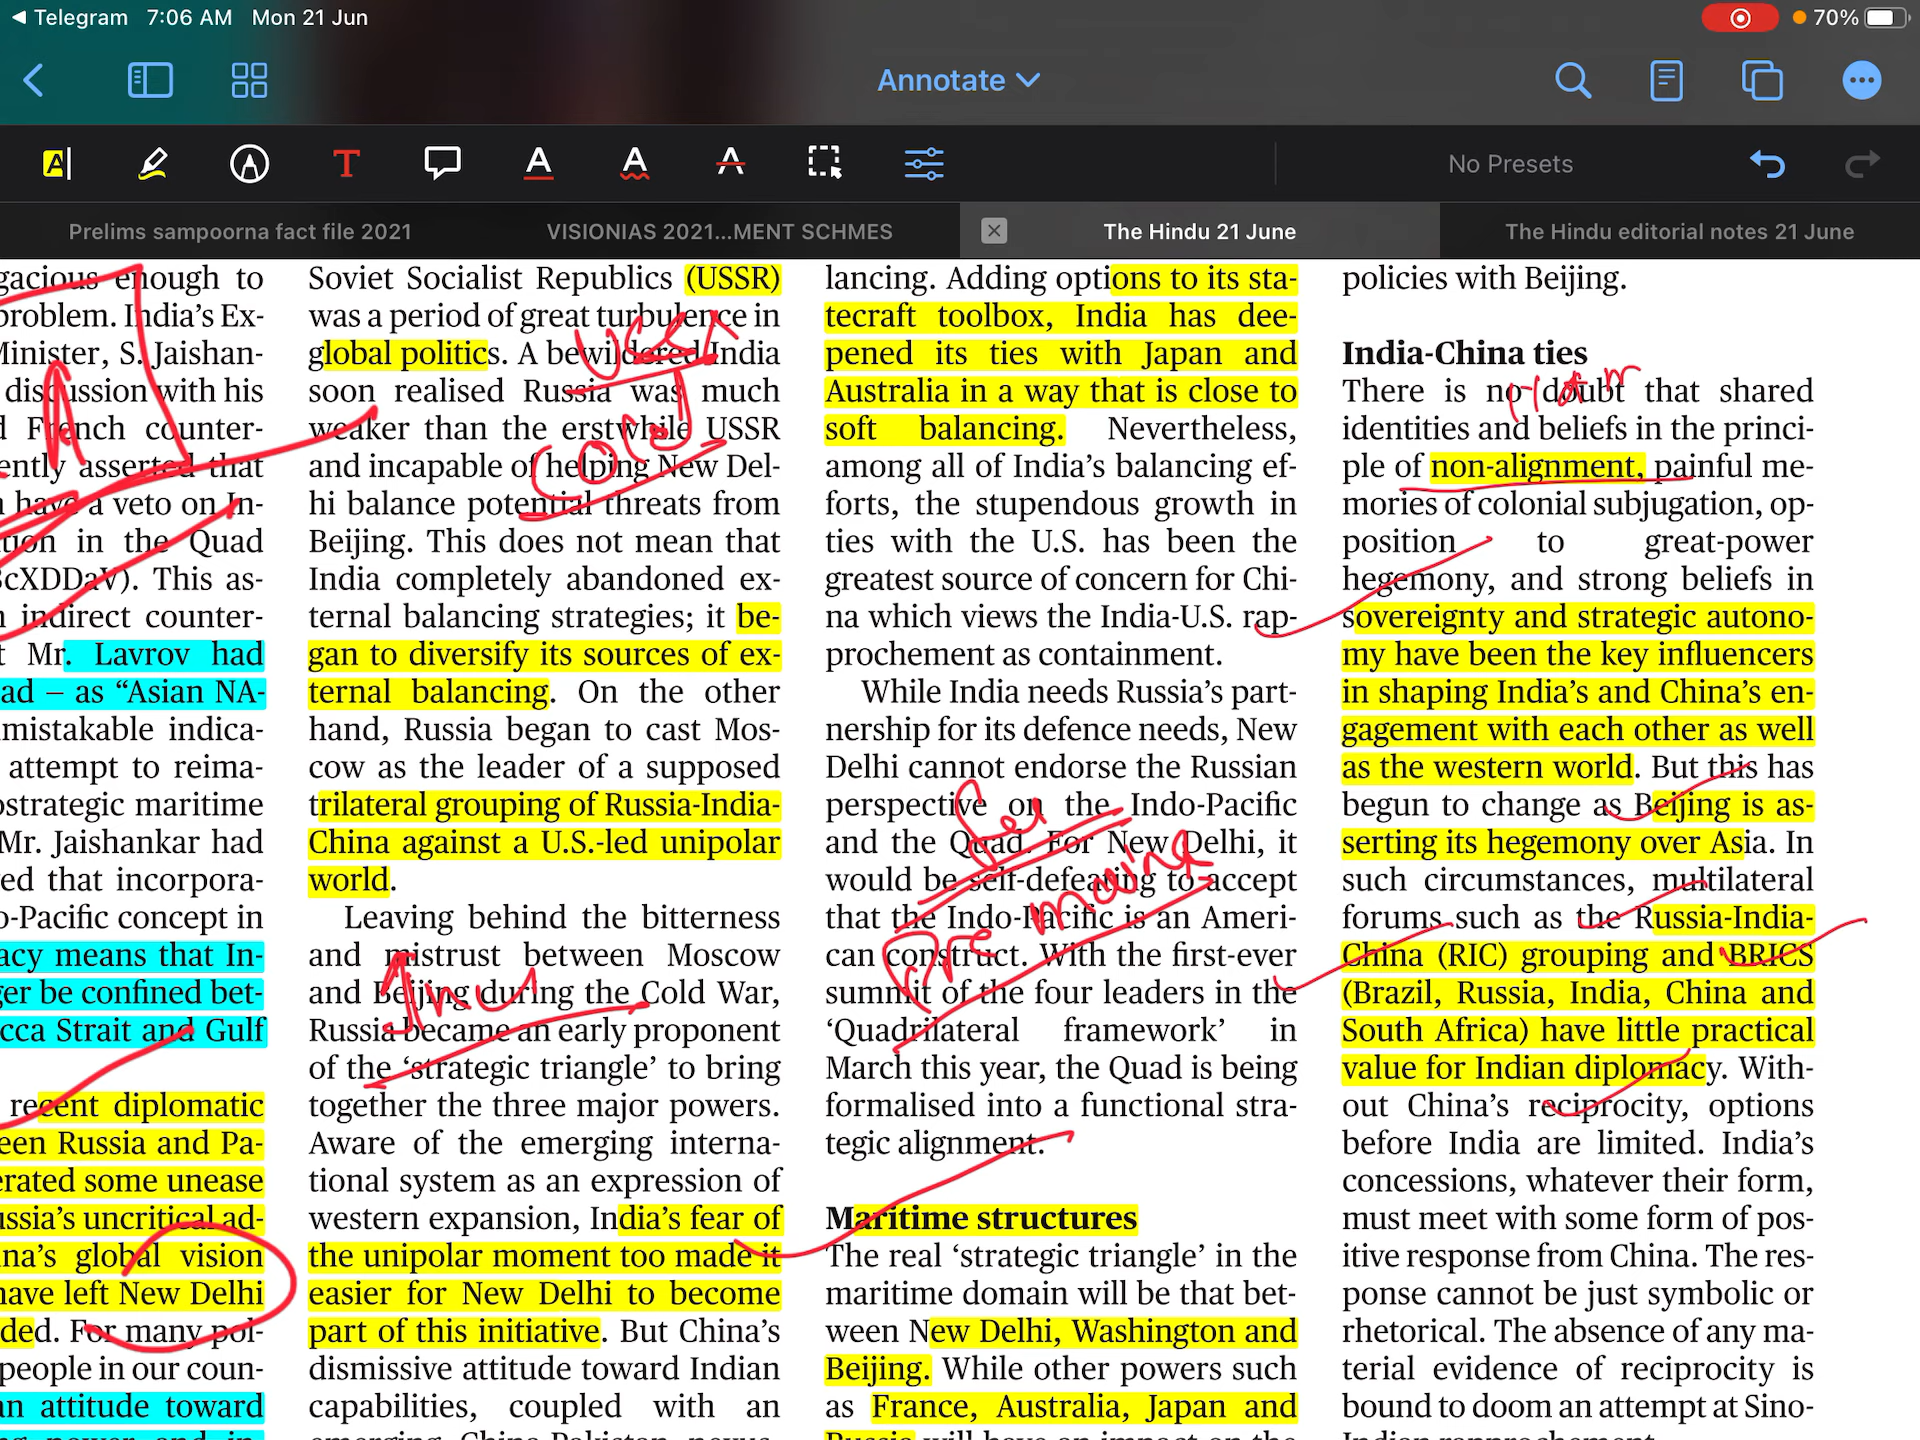 Telegram 7:06 AM Mon 21 Jun
70%
Annotate
No Presets
Prelims sampoorna fact file 2021
VISIONIAS 2021...MENT SCHMES
The Hindu 21 June
The Hindu editorial notes 21 June
gacious enough to
problem. India's Ex-
Minister, S. Jaishan-
discussion with his
French counter-
ently asserted that
have a veto on In-
tion in the Quad
3cXDDaV). This as-
indirect counter-
t Mr. Lavrov had
ad – as “Asian NA-
mistakable indica-
attempt to reima-
ostrategic maritime
Mr. Jaishankar had
ed that incorpora-
o-Pacific concept in
acy means that In-
ger be confined bet-
cca Strait and Gulf
recent diplomatic
een Russia and Pa-
erated some unease
ussia's uncritical ad-
na's global vision
have left New Delhi
ded. For many pol-
people in our coun-
an attitude toward
Soviet Socialist Republics (USSR)
was a period of great turbulence in
global politics. A bewildered India
soon realised Russia was much
weaker than the erstwhile USSR
and incapable of helping New Del-
hi balance potential threats from
Beijing. This does not mean that
India completely abandoned ex-
ternal balancing strategies; it be-
gan to diversify its sources of ex-
ternal balancing. On the other
hand, Russia began to cast Mos-
cow as the leader of a supposed
trilateral grouping of Russia-India-
China against a U.S.-led unipolar
world.
Leaving behind the bitterness
and mistrust between Moscow
and Beijing during the Cold War,
Russia became an early proponent
of the ‘strategic triangle’ to bring
together the three major powers.
Aware of the emerging interna-
tional system as an expression of
western expansion, India's fear of
the unipolar moment too made it
easier for New Delhi to become
part of this initiative. But China's
dismissive attitude toward Indian
capabilities, coupled with an
emerging China-Pakistan nexus,
USSR
Cold
lancing. Adding options to its sta-
tecraft toolbox, India has dee-
pened its ties with Japan and
Australia in a way that is close to
soft balancing. Nevertheless,
among all of India's balancing ef-
forts, the stupendous growth in
ties with the U.S. has been the
greatest source of concern for Chi-
na which views the India-U.S. rap-
prochement as containment.
While India needs Russia's part-
nership for its defence needs, New
Delhi cannot endorse the Russian
perspective on the Indo-Pacific
and the Quad. For New Delhi, it
would be self-defeating to accept
that the Indo-Pacific is an Ameri-
can construct. With the first-ever
summit of the four leaders in the
‘Quadrilateral framework’ in
March this year, the Quad is being
formalised into a functional stra-
tegic alignment.
Maritime structures
The real ‘strategic triangle’ in the
maritime domain will be that bet-
ween New Delhi, Washington and
Beijing. While other powers such
as France, Australia, Japan and
Russia will have an impact on the
policies with Beijing.
India-China ties
There is no doubt that shared
identities and beliefs in the princi-
ple of non-alignment, painful me-
mories of colonial subjugation, op-
position to great-power
hegemony, and strong beliefs in
sovereignty and strategic autono-
my have been the key influencers
in shaping India's and China's en-
gagement with each other as well
as the western world. But this has
begun to change as Beijing is as-
serting its hegemony over Asia. In
such circumstances, multilateral
forums such as the Russia-India-
China (RIC) grouping and BRICS
(Brazil, Russia, India, China and
South Africa) have little practical
value for Indian diplomacy. With-
out China's reciprocity, options
before India are limited. India's
concessions, whatever their form,
must meet with some form of pos-
itive response from China. The res-
ponse cannot be just symbolic or
rhetorical. The absence of any ma-
terial evidence of reciprocity is
bound to doom an attempt at Sino-
Indian rapprochement.